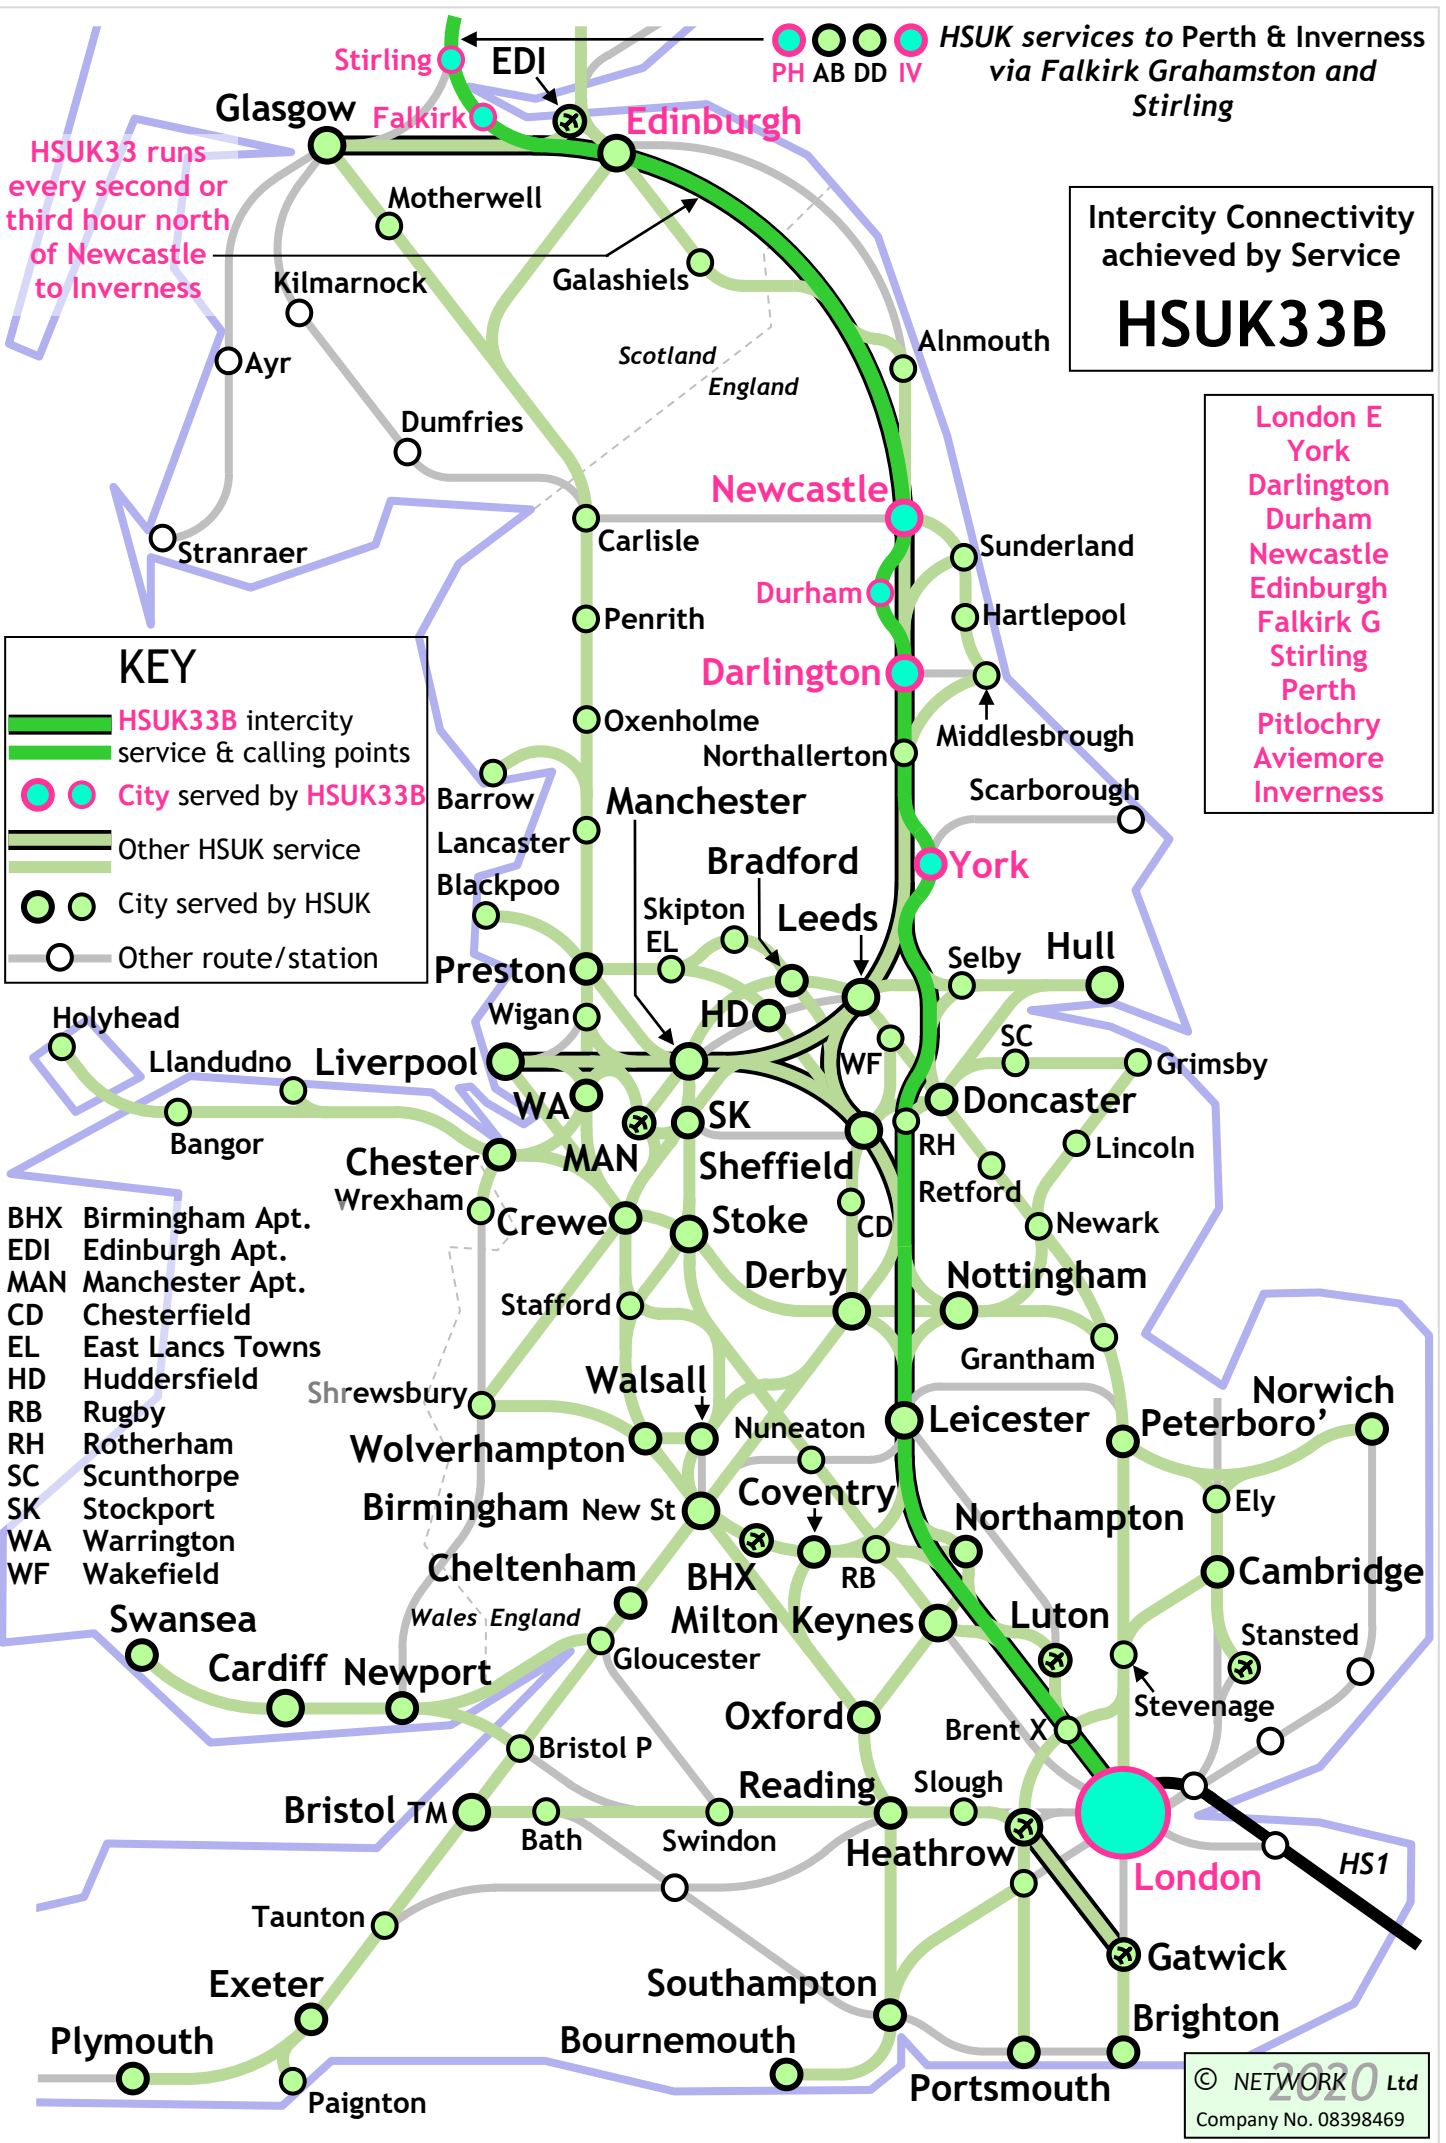 HSUK services to Perth & Inverness
via Falkirk Grahamston and
Stirling
PH AB DD IV
Stirling
EDI
Glasgow
Falkirk
Edinburgh
HSUK33 runs
every second or
third hour north
of Newcastle
to Inverness
Motherwell
Galashiels
Kilmarnock
Ayr
Intercity Connectivity
achieved by Service
HSUK33B
Alnmouth
Scotland
England
Dumfries
London E
York
Darlington
Durham
Newcastle
Edinburgh
Falkirk G
Stirling
Perth
Pitlochry
Aviemore
Inverness
Newcastle
Carlisle
Sunderland
Stranraer
Durham
Penrith
Hartlepool
Darlington
KEY
HSUK33B intercity
service & calling points
City served by HSUK33B
Other HSUK service
City served by HSUK
Other route/station
Oxenholme
Middlesbrough
Northallerton
Barrow
Manchester
Scarborough
Lancaster
Bradford
York
Blackpoo
Skipton
EL
Leeds
Selby
Hull
Preston
Wigan
HD
Holyhead
Llandudno
Liverpool
WF
SC
Grimsby
WA
SK
Doncaster
Bangor
MAN
RH
Lincoln
Chester
Sheffield
Retford
Wrexham
Crewe
Stoke
CD
Newark
BHX Birmingham Apt.
EDI Edinburgh Apt.
MAN Manchester Apt.
CD Chesterfield
EL East Lancs Towns
HD Huddersfield
RB Rugby
RH Rotherham
SC Scunthorpe
SK Stockport
WA Warrington
WF Wakefield
Derby
Nottingham
Stafford
Grantham
Walsall
Shrewsbury
Norwich
Nuneaton
Leicester
Peterboro’
Wolverhampton
Coventry
Ely
Birmingham New St
Northampton
Cheltenham
BHX
RB
Cambridge
Wales England
Milton Keynes
Luton
Swansea
Stansted
Gloucester
Cardiff
Newport
Stevenage
Oxford
Brent X
Bristol P
Reading
Slough
Bristol TM
Bath
Swindon
Heathrow
London
HS1
Taunton
Gatwick
Exeter
Southampton
Brighton
Plymouth
Bournemouth
Portsmouth
Paignton
© NETWORK 2020 Ltd
Company No. 08398469